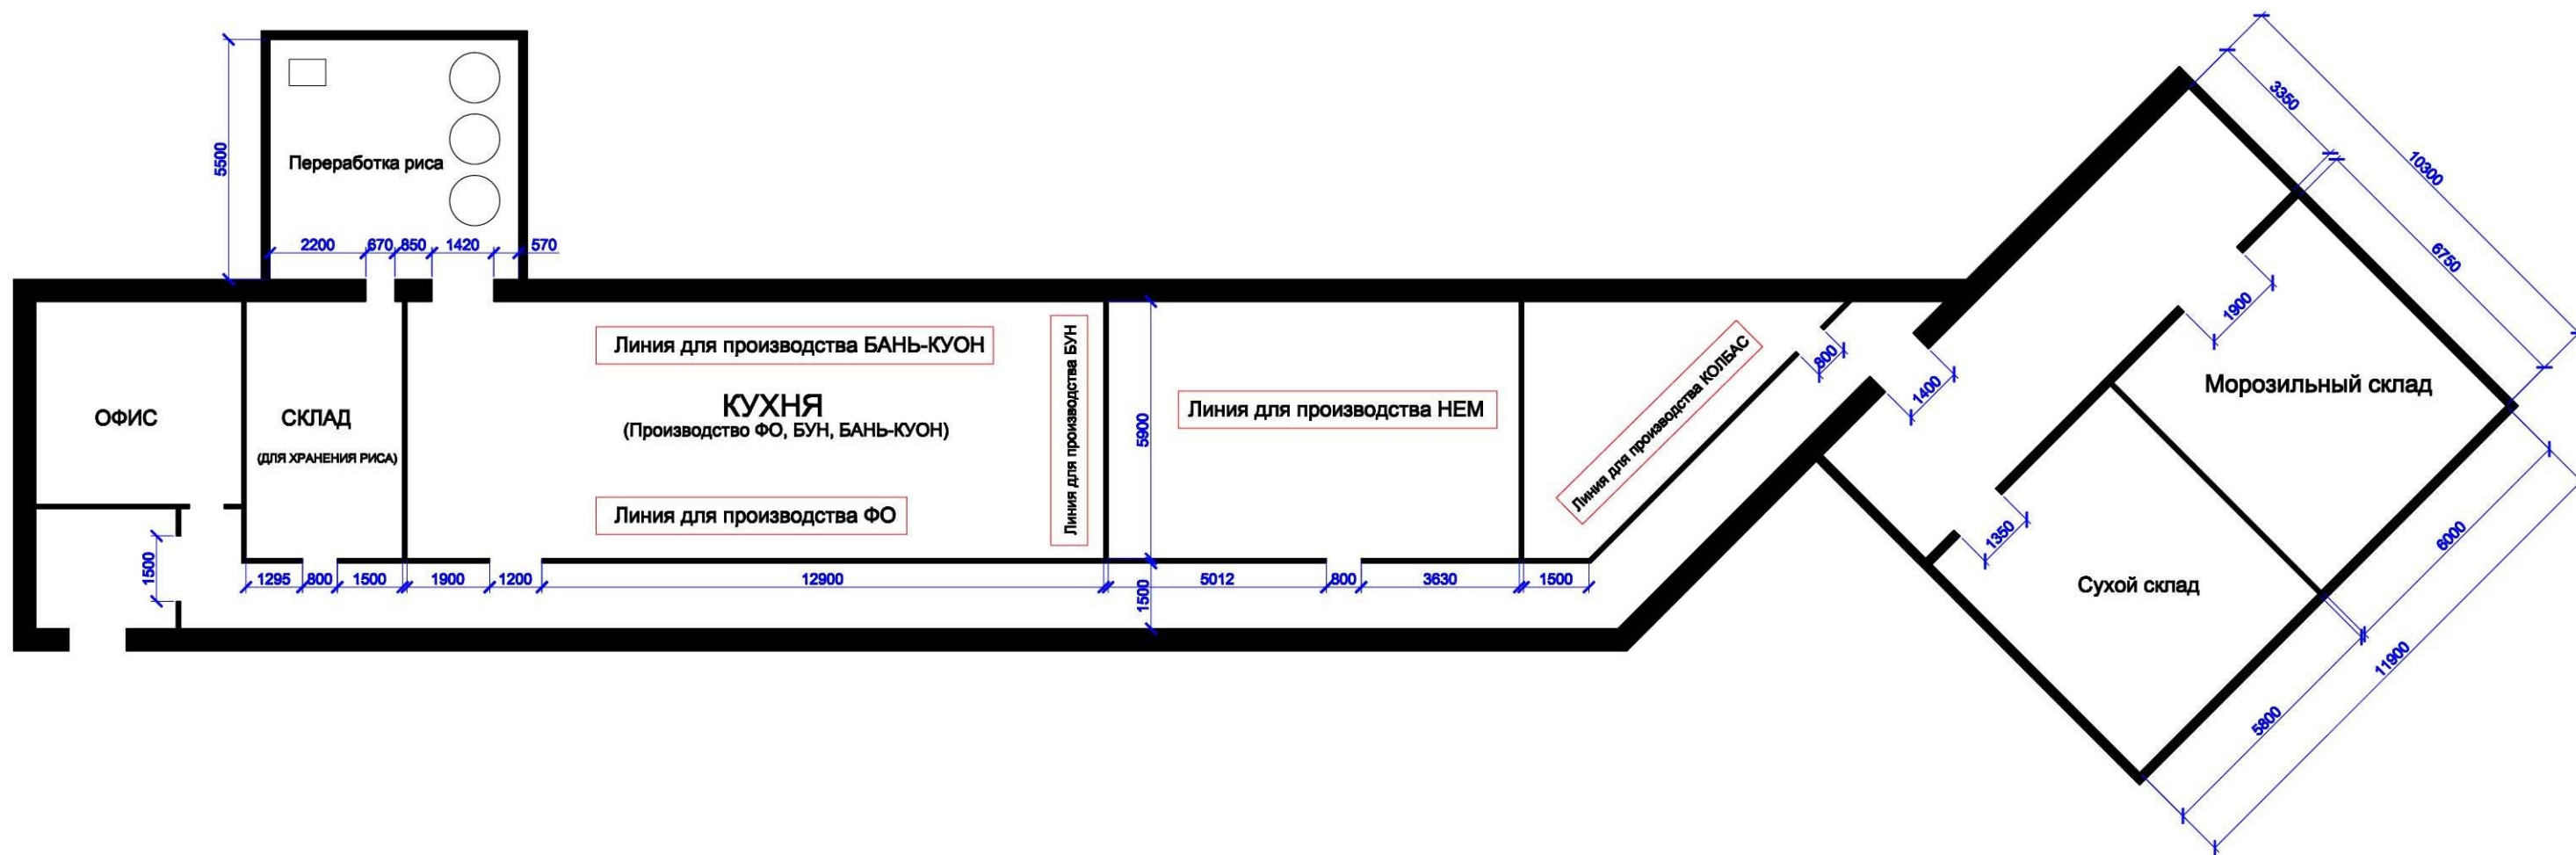 5500
Переработка риса
2200
670
850
1420
570
ОФИС
СКЛАД
(ДЛЯ ХРАНЕНИЯ РИСА)
Линия для производства БАНЬ-КУОН
КУХНЯ
(Производство ФО, БУН, БАНЬ-КУОН)
Линия для производства ФО
Линия для производства БУН
5900
Линия для производства НЕМ
Линия для производства КОЛБАС
800
1400
1500
1295
800
1500
1900
1200
12900
1500
5012
800
3630
1500
3350
10300
6750
1900
Морозильный склад
1350
Сухой склад
6000
11900
5800